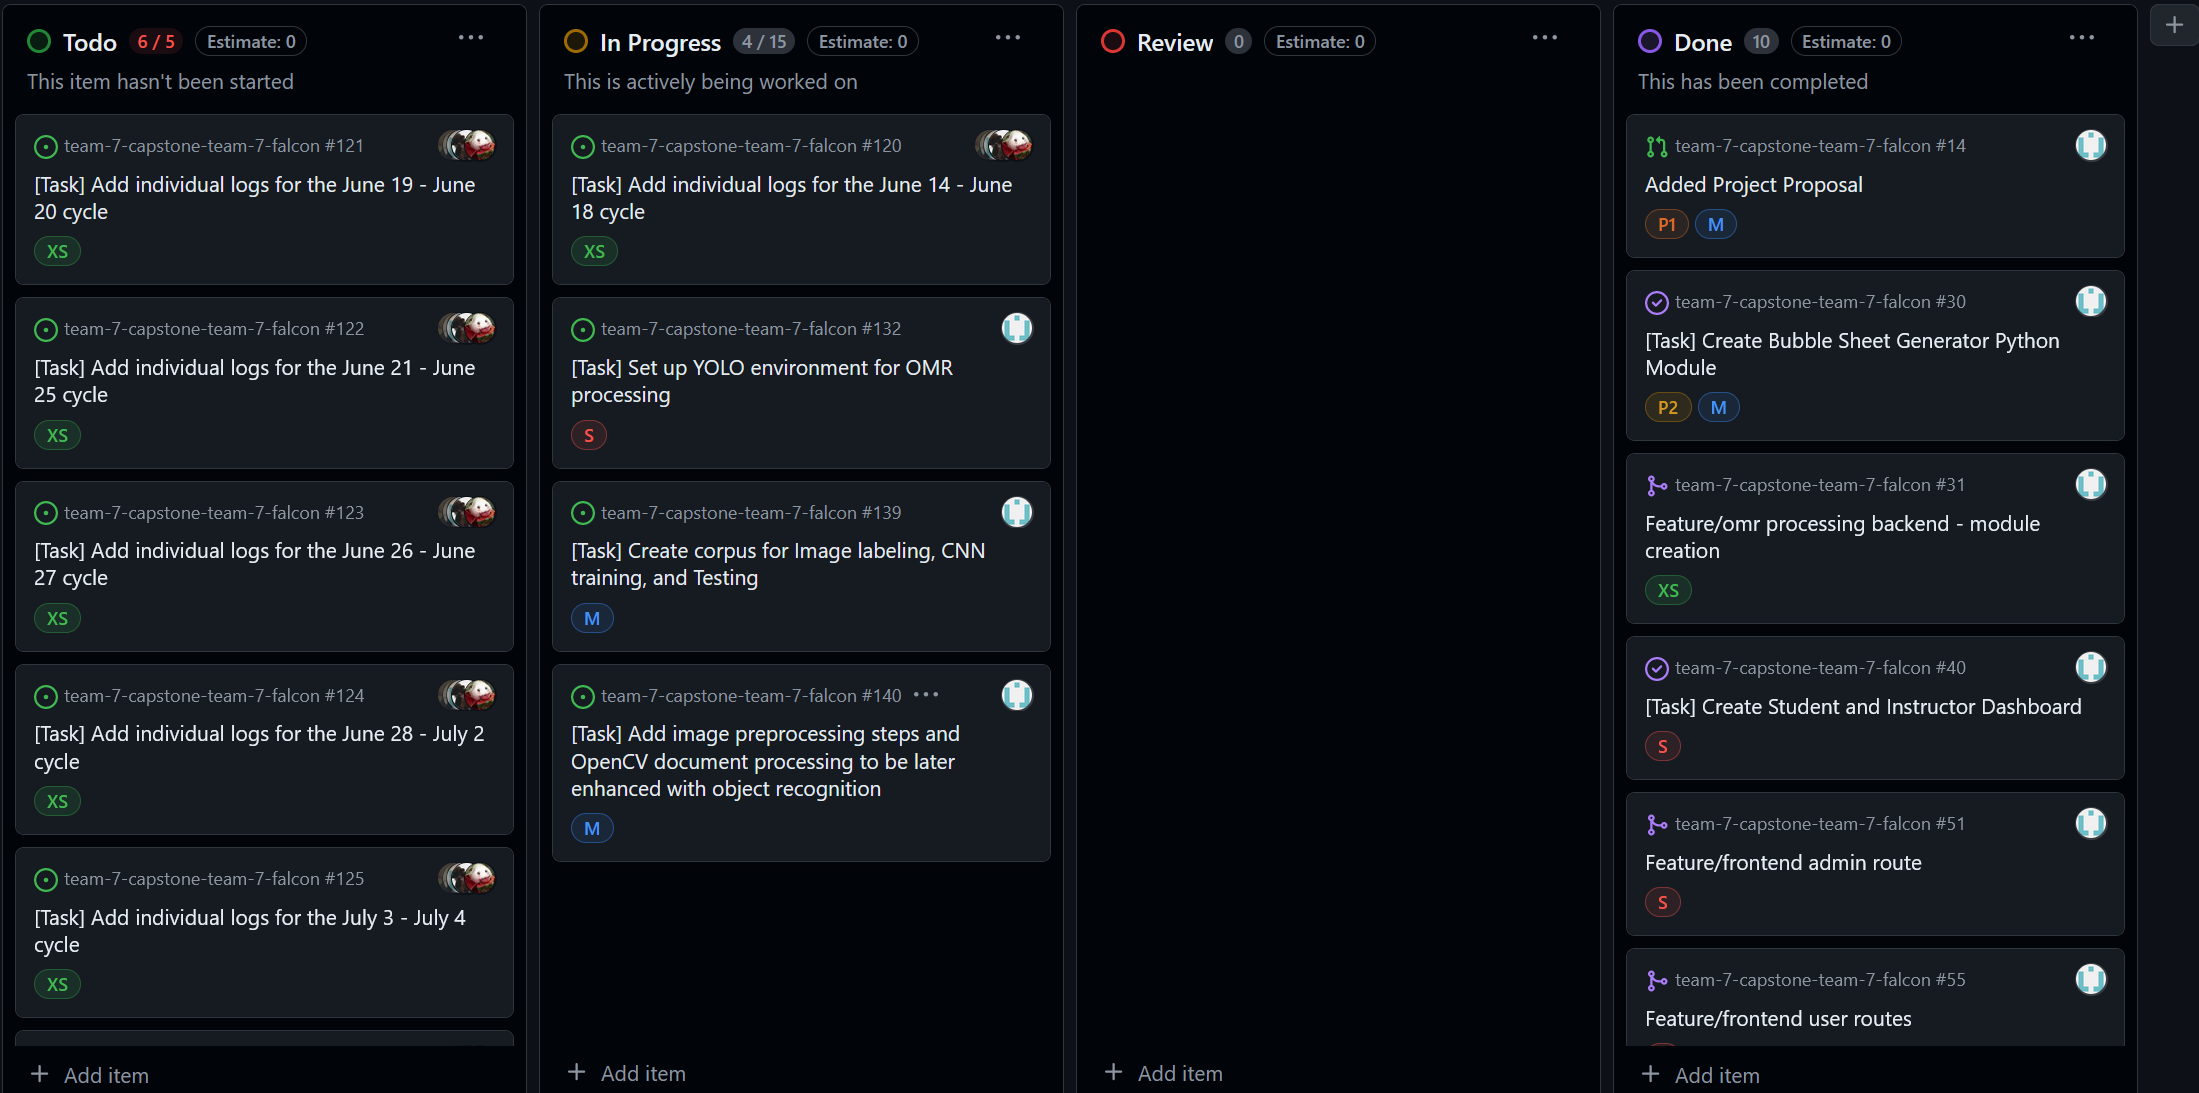 Todo 6 / 5 Estimate: 0
This item hasn't been started
team-7-capstone-team-7-falcon #121
[Task] Add individual logs for the June 19 - June
20 cycle
XS
team-7-capstone-team-7-falcon #122
[Task] Add individual logs for the June 21 - June
25 cycle
XS
team-7-capstone-team-7-falcon #123
[Task] Add individual logs for the June 26 - June
27 cycle
XS
team-7-capstone-team-7-falcon #124
[Task] Add individual logs for the June 28 - July 2
cycle
XS
team-7-capstone-team-7-falcon #125
[Task] Add individual logs for the July 3 - July 4
cycle
XS
+ Add item
In Progress 4 / 15 Estimate: 0
This is actively being worked on
team-7-capstone-team-7-falcon #120
[Task] Add individual logs for the June 14 - June
18 cycle
XS
team-7-capstone-team-7-falcon #132
[Task] Set up YOLO environment for OMR
processing
S
team-7-capstone-team-7-falcon #139
[Task] Create corpus for Image labeling, CNN
training, and Testing
M
team-7-capstone-team-7-falcon #140
[Task] Add image preprocessing steps and
OpenCV document processing to be later
enhanced with object recognition
M
+ Add item
Review 0 Estimate: 0
+ Add item
Done 10 Estimate: 0
This has been completed
team-7-capstone-team-7-falcon #14
Added Project Proposal
P1 M
team-7-capstone-team-7-falcon #30
[Task] Create Bubble Sheet Generator Python
Module
P2 M
team-7-capstone-team-7-falcon #31
Feature/omr processing backend - module
creation
XS
team-7-capstone-team-7-falcon #40
[Task] Create Student and Instructor Dashboard
S
team-7-capstone-team-7-falcon #51
Feature/frontend admin route
S
team-7-capstone-team-7-falcon #55
Feature/frontend user routes
+ Add item